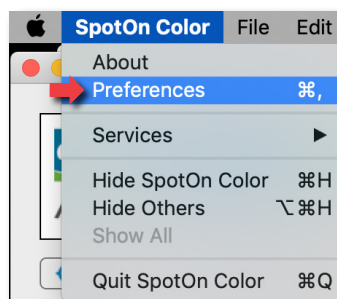 SpotOn Color File Edit
About
Preferences ⌘,
Services ▶
Hide SpotOn Color ⌘H
Hide Others ⌥⌘H
Show All
Quit SpotOn Color ⌘Q